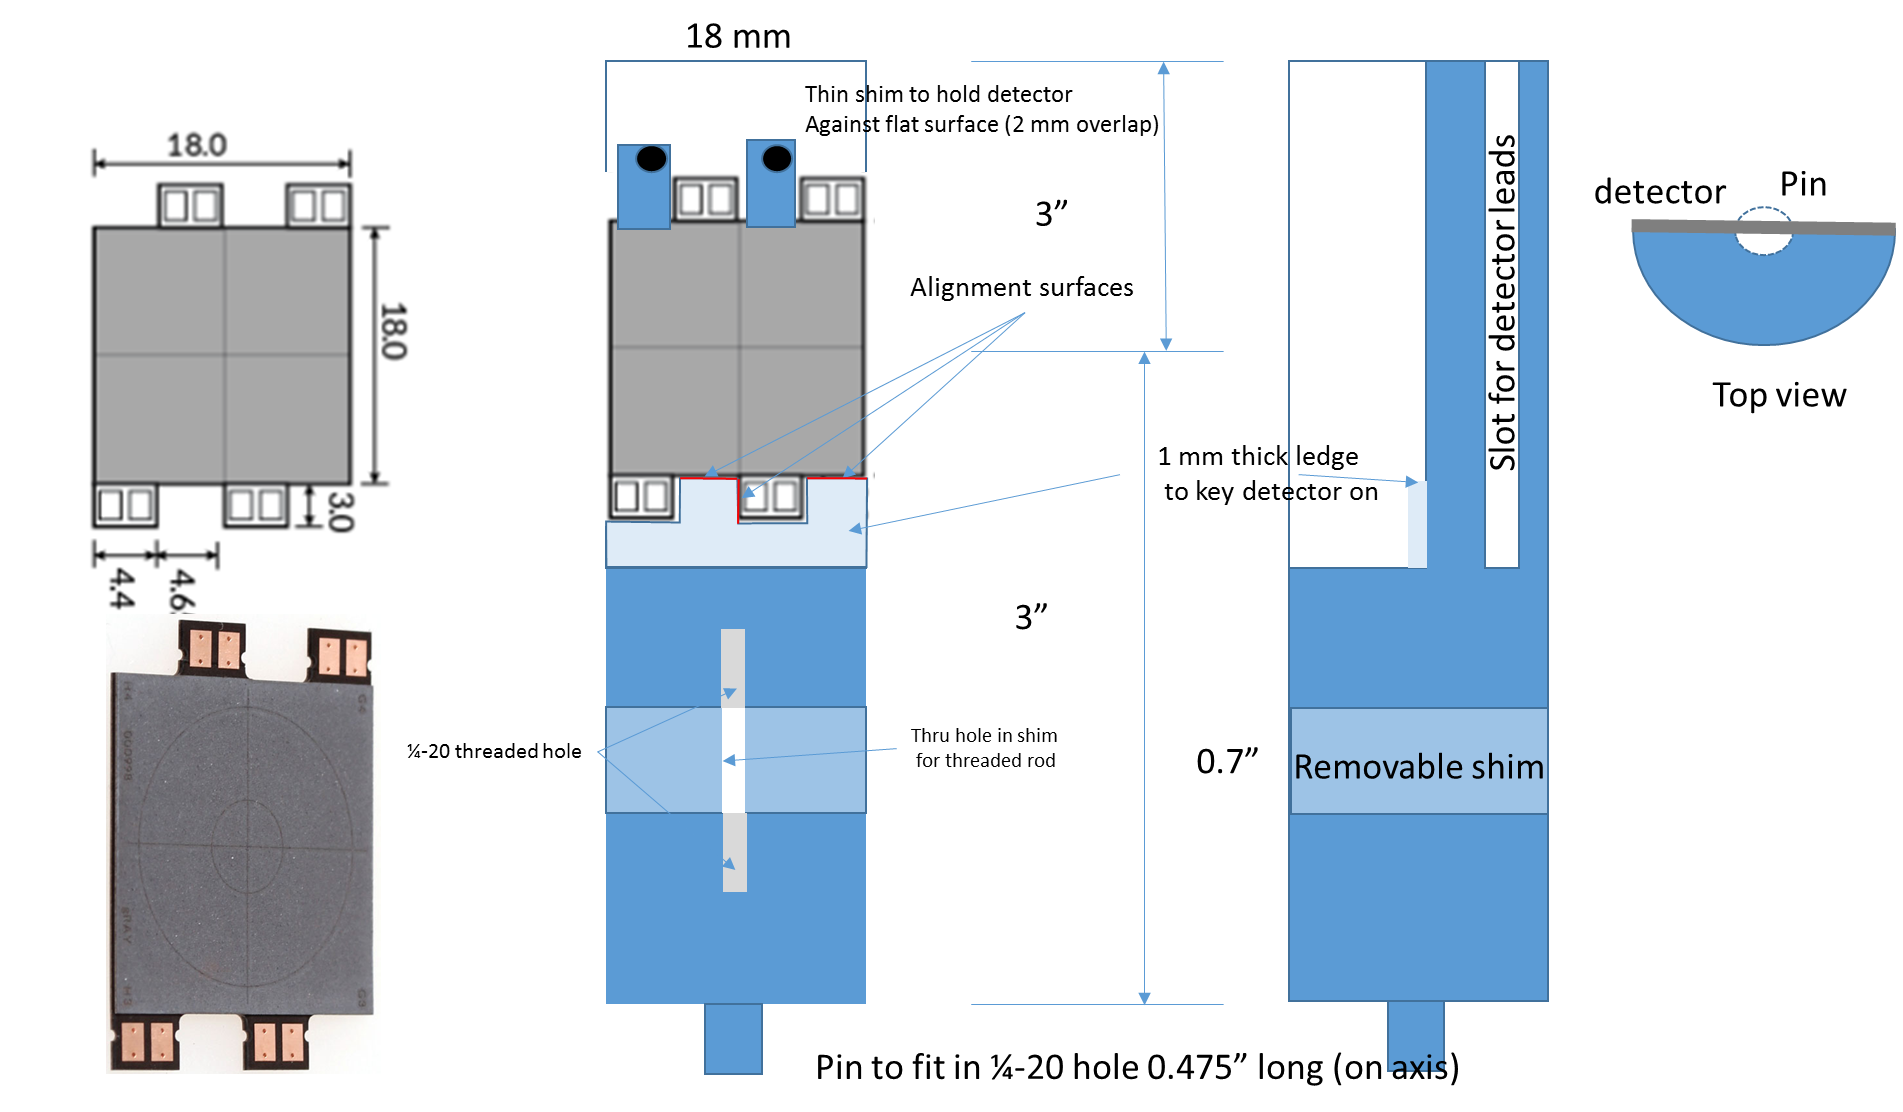 18 mm
Thin shim to hold detector
Against flat surface (2 mm overlap)
18.0
18.0
3.0
4.4
4.6
3”
Alignment surfaces
1 mm thick ledge
to key detector on
3”
¼-20 threaded hole
Thru hole in shim
for threaded rod
0.7”
Removable shim
Slot for detector leads
detector
Pin
Top view
Pin to fit in ¼-20 hole 0.475” long (on axis)